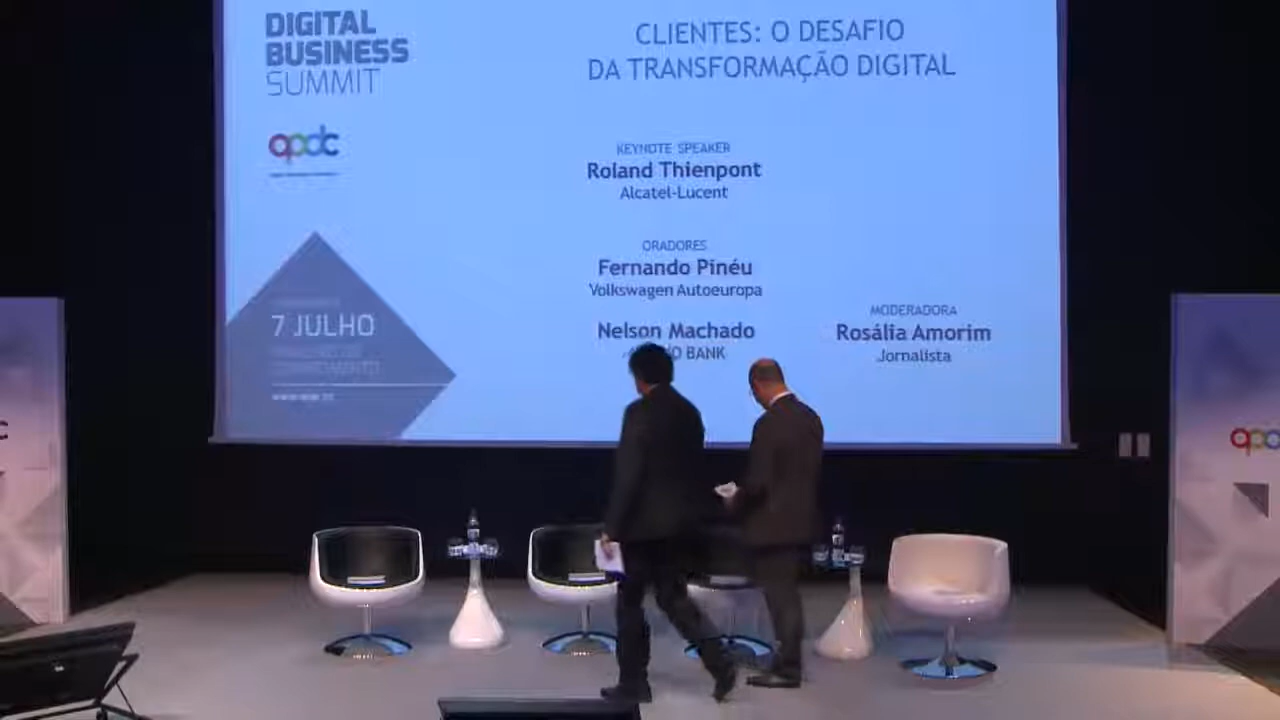 DIGITAL
BUSINESS
SUMMIT
apdc
7 JULHO
CLIENTES: O DESAFIO
DA TRANSFORMAÇÃO DIGITAL
KEYNOTE SPEAKER
Roland Thienpont
Alcatel-Lucent
ORADORES
Fernando Pinéu
Volkswagen Autoeuropa
Nelson Machado
BANK
MODERADORA
Rosália Amorim
Jornalista